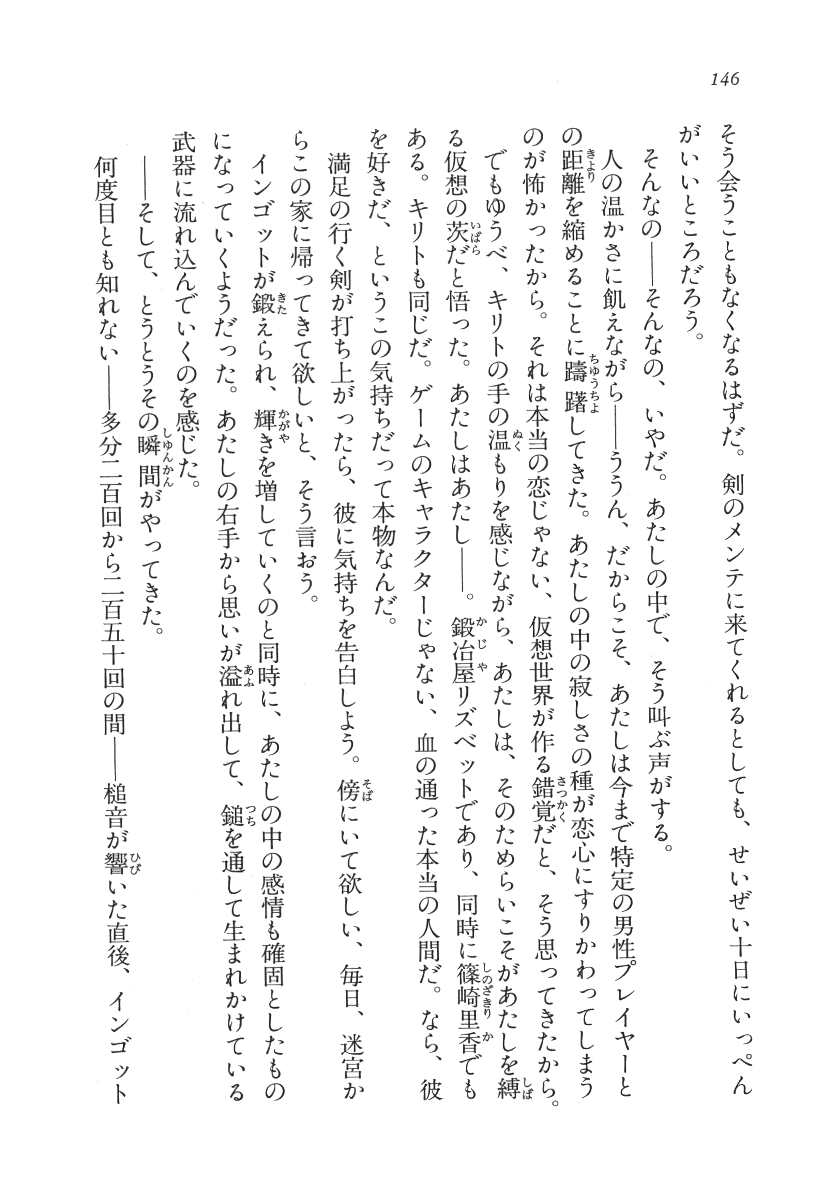 146
そう会うこともなくなるはずだ。剣のメンテに来てくれるとしても、せいぜい十日にいっぺん
がいいところだろう。
そんなの――そんなの、いやだ。あたしの中で、そう叫ぶ声がする。
人の温かさに飢えながら――ううん、だからこそ、あたしは今まで特定の男性プレイヤーと
の距離を縮めることに躊躇してきた。あたしの中の寂しさの種が恋心にすりかわってしまう
のが怖かったから。それは本当の恋じゃない、仮想世界が作る錯覚だと、そう思ってきたから。
でもゆうべ、キリトの手の温もりを感じながら、あたしは、そのためらいこそがあたしを縛
る仮想の茨だと悟った。あたしはあたし――。鍛冶屋リズベットであり、同時に篠崎里香でも
ある。キリトも同じだ。ゲームのキャラクターじゃない、血の通った本当の人間だ。なら、彼
を好きだ、というこの気持ちだって本物なんだ。
満足の行く剣が打ち上がったら、彼に気持ちを告白しよう。傍にいて欲しい、毎日、迷宮か
らこの家に帰ってきて欲しいと、そう言おう。
インゴットが鍛えられ、輝きを増していくのと同時に、あたしの中の感情も確固としたもの
になっていくようだった。あたしの右手から思いが溢れ出して、鎚を通して生まれかけている
武器に流れ込んでいくのを感じた。
――そして、とうとうその瞬間がやってきた。
何度目とも知れない――多分二百回から二百五十回の間――槌音が響いた直後、インゴット